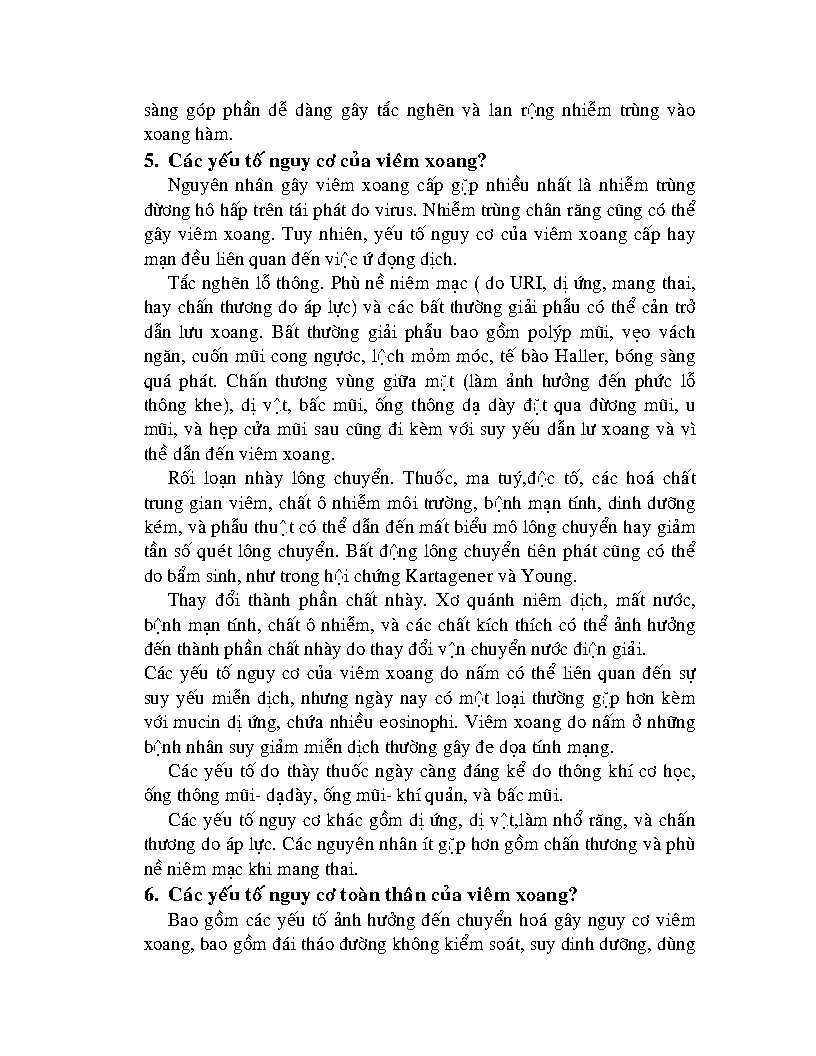 sàng góp phần dễ dàng gây tắc nghẽn và lan rộng nhiễm trùng vào
xoang hàm.
5. Các yếu tố nguy cơ của viêm xoang?
Nguyên nhân gây viêm xoang cấp gặp nhiều nhất là nhiễm trùng
đừơng hô hấp trên tái phát do virus. Nhiễm trùng chân răng cũng có thể
gây viêm xoang. Tuy nhiên, yếu tố nguy cơ của viêm xoang cấp hay
mạn đều liên quan đến việc ứ đọng dịch.
Tắc nghẽn lỗ thông. Phù nề niêm mạc ( do URI, dị ứng, mang thai,
hay chấn thương do áp lực) và các bất thường giải phẫu có thể cản trở
dẫn lưu xoang. Bất thường giải phẫu bao gồm polýp mũi, vẹo vách
ngăn, cuốn mũi cong ngựơc, lệch mỏm móc, tế bào Haller, bóng sàng
quá phát. Chấn thương vùng giữa mặt (làm ảnh hưởng đến phức lỗ
thông khe), dị vật, bấc mũi, ống thông dạ dày đặt qua đừơng mũi, u
mũi, và hẹp cửa mũi sau cũng đi kèm với suy yếu dẫn lư xoang và vì
thề dẫn đến viêm xoang.
Rối loạn nhày lông chuyển. Thuốc, ma tuý,độc tố, các hoá chất
trung gian viêm, chất ô nhiễm môi trường, bệnh mạn tính, dinh dưỡng
kém, và phẫu thuật có thể dẫn đến mất biểu mô lông chuyển hay giảm
tần số quét lông chuyển. Bất động lông chuyển tiên phát cũng có thể
do bẩm sinh, như trong hội chứng Kartagener và Young.
Thay đổi thành phần chất nhày. Xơ quánh niêm dịch, mất nước,
bệnh mạn tính, chất ô nhiễm, và các chất kích thích có thể ảnh hưởng
đến thành phần chất nhày do thay đổi vận chuyển nước điện giải.
Các yếu tố nguy cơ của viêm xoang do nấm có thể liên quan đến sự
suy yếu miễn dịch, nhưng ngày nay có một loại thường gặp hơn kèm
với mucin dị ứng, chứa nhiều eosinophi. Viêm xoang do nấm ở những
bệnh nhân suy giảm miễn dịch thường gây đe dọa tính mạng.
Các yếu tố do thày thuốc ngày càng đáng kể do thông khí cơ học,
ống thông mũi- dạdày, ống mũi- khí quản, và bấc mũi.
Các yếu tố nguy cơ khác gồm dị ứng, dị vật,làm nhổ răng, và chấn
thương do áp lực. Các nguyên nhân ít gặp hơn gồm chấn thương và phù
nề niêm mạc khi mang thai.
6. Các yếu tố nguy cơ toàn thân của viêm xoang?
Bao gồm các yếu tố ảnh hưởng đến chuyển hoá gây nguy cơ viêm
xoang, bao gồm đái tháo đường không kiểm soát, suy dinh dưỡng, dùng